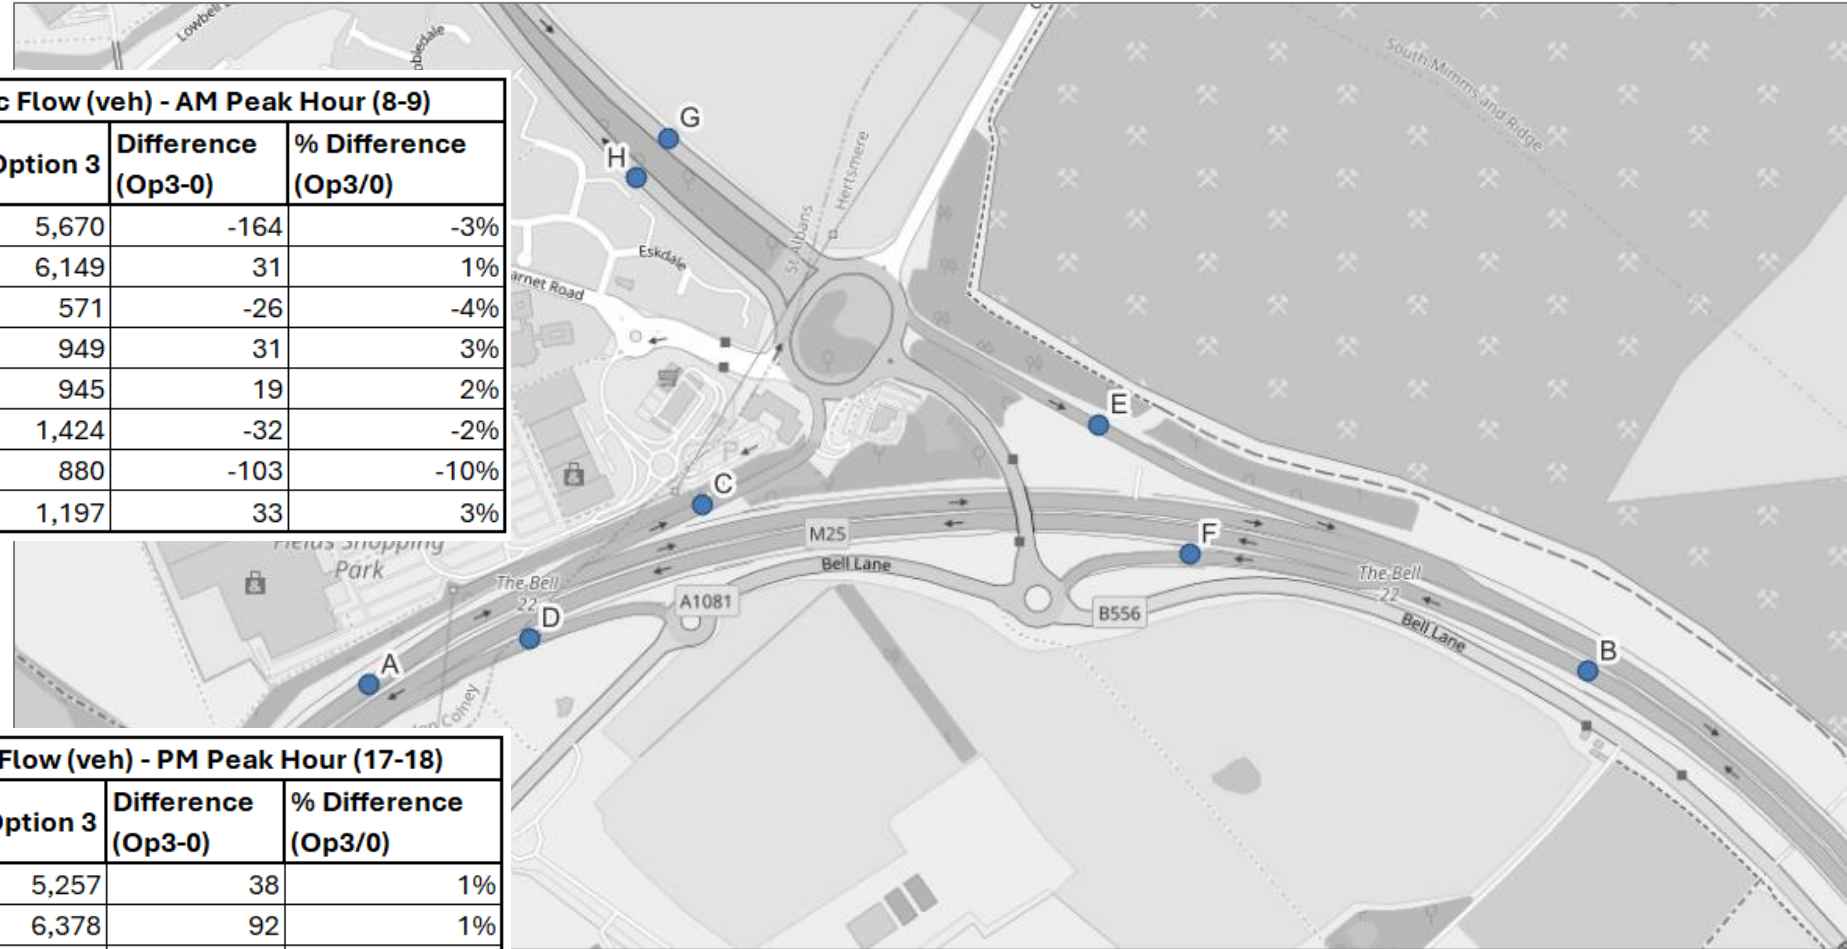 Lowbell
G
H
South Mimms and Ridge
Hertsmere
St Albans
Eskdale
arnet Road
E
C
M25
F
Bell Lane
The Bell
22
The Bell
22
D
A1081
B556
Bell Lane
B
A
Fields Shopping
Park
c Flow (veh) - AM Peak Hour (8-9)
Option 3 Difference (Op3-0) % Difference (Op3/0)
5,670 -164 -3%
6,149 31 1%
571 -26 -4%
949 31 3%
945 19 2%
1,424 -32 -2%
880 -103 -10%
1,197 33 3%
Flow (veh) - PM Peak Hour (17-18)
Option 3 Difference (Op3-0) % Difference (Op3/0)
5,257 38 1%
6,378 92 1%